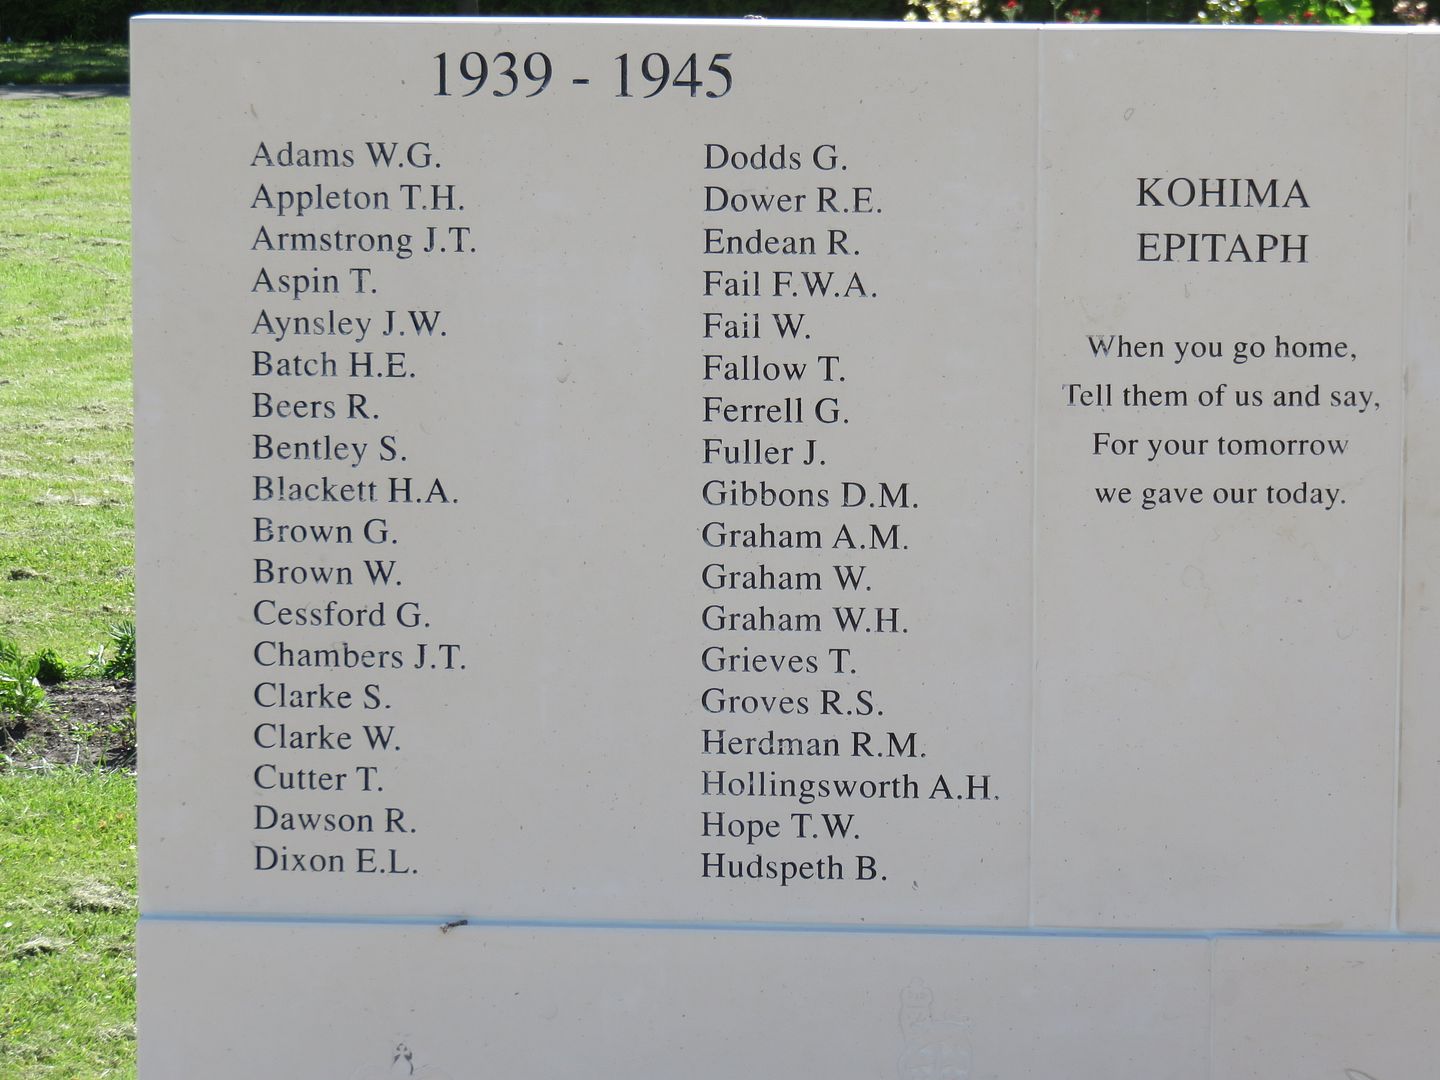 1939 - 1945
Adams W.G.
Appleton T.H.
Armstrong J.T.
Aspin T.
Aynsley J.W.
Batch H.E.
Beers R.
Bentley S.
Blackett H.A.
Brown G.
Brown W.
Cessford G.
Chambers J.T.
Clarke S.
Clarke W.
Cutter T.
Dawson R.
Dixon E.L.
Dodds G.
Dower R.E.
Endean R.
Fail F.W.A.
Fail W.
Fallow T.
Ferrell G.
Fuller J.
Gibbons D.M.
Graham A.M.
Graham W.
Graham W.H.
Grieves T.
Groves R.S.
Herdman R.M.
Hollingsworth A.H.
Hope T.W.
Hudspeth B.
KOHIMA
EPITAPH
When you go home,
Tell them of us and say,
For your tomorrow
we gave our today.